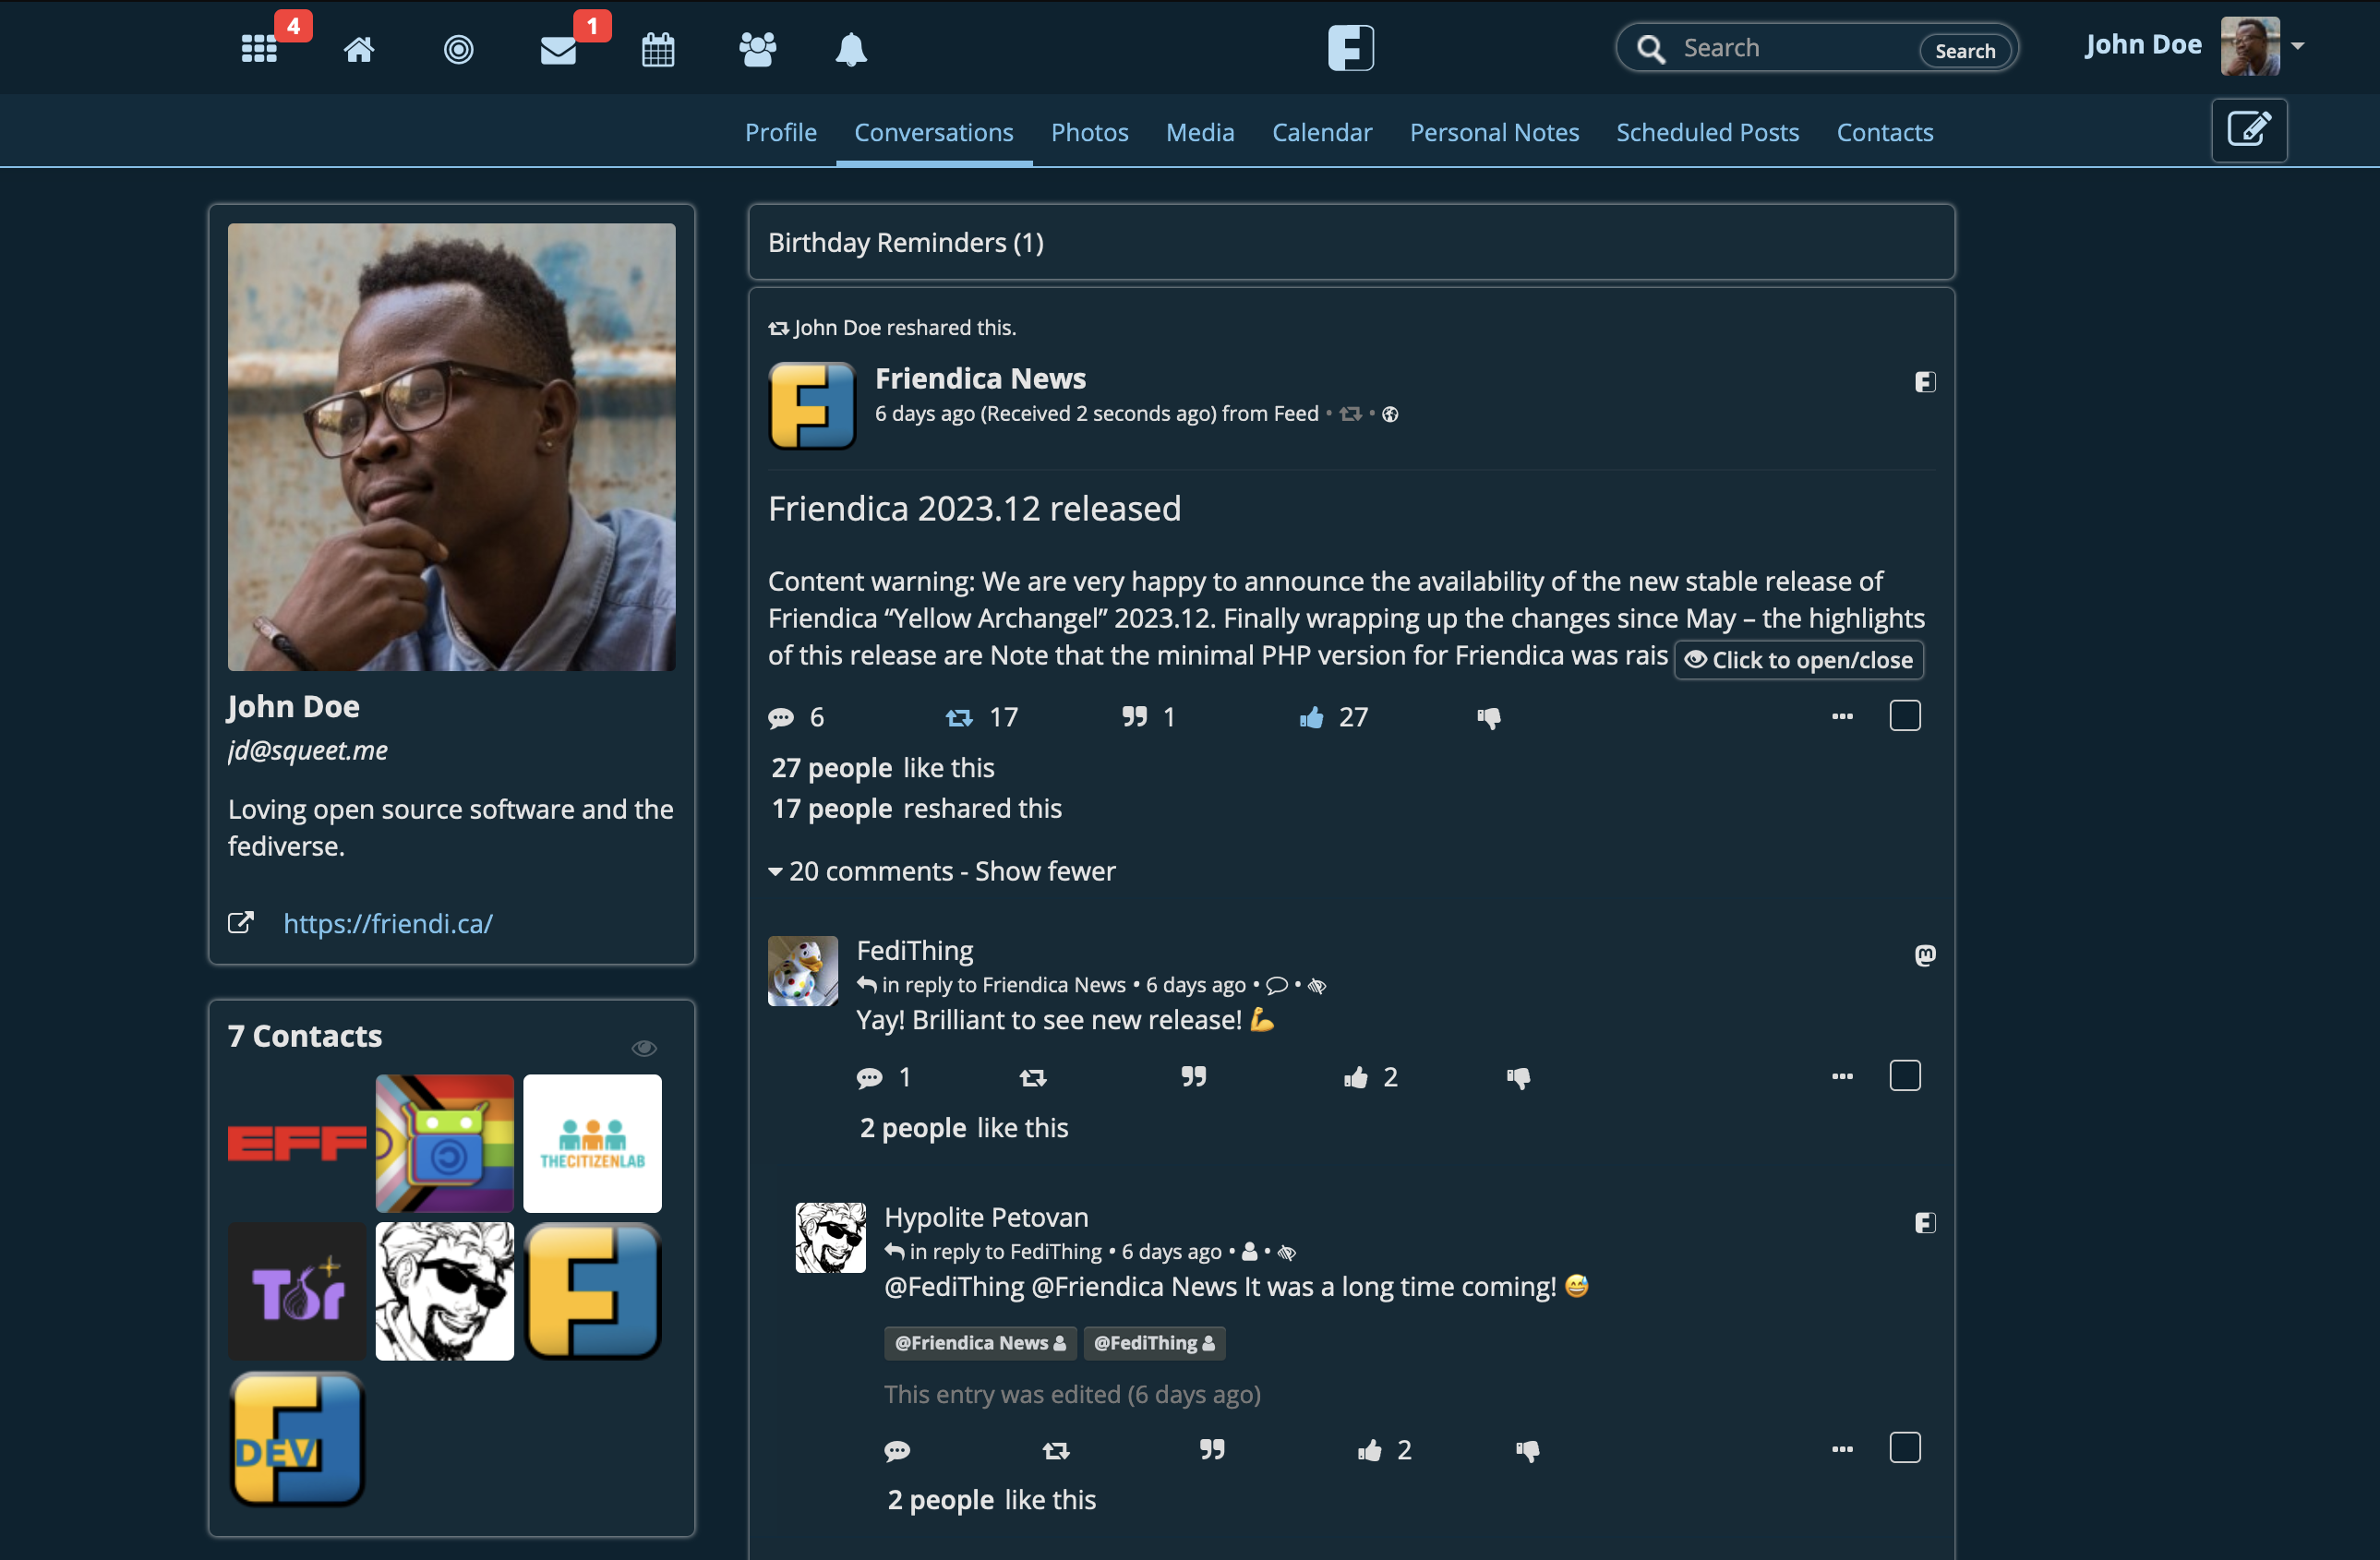 4
1
Search
Search
John Doe
Profile
Conversations
Photos
Media
Calendar
Personal Notes
Scheduled Posts
Contacts
John Doe
jd@squeet.me
Loving open source software and the
fediverse.
https://friendi.ca/
7 Contacts
EFF
THECITIZENLAB
Tor
DEV
Birthday Reminders (1)
John Doe reshared this.
Friendica News
6 days ago (Received 2 seconds ago) from Feed • •
Friendica 2023.12 released
Content warning: We are very happy to announce the availability of the new stable release of
Friendica “Yellow Archangel” 2023.12. Finally wrapping up the changes since May – the highlights
of this release are Note that the minimal PHP version for Friendica was rais Click to open/close
6 17 1 27
27 people like this
17 people reshared this
20 comments - Show fewer
FediThing
in reply to Friendica News • 6 days ago • •
Yay! Brilliant to see new release! 💪
1 2
2 people like this
Hypolite Petovan
in reply to FediThing • 6 days ago • •
@FediThing @Friendica News It was a long time coming! 😅
@Friendica News @FediThing
This entry was edited (6 days ago)
2
2 people like this